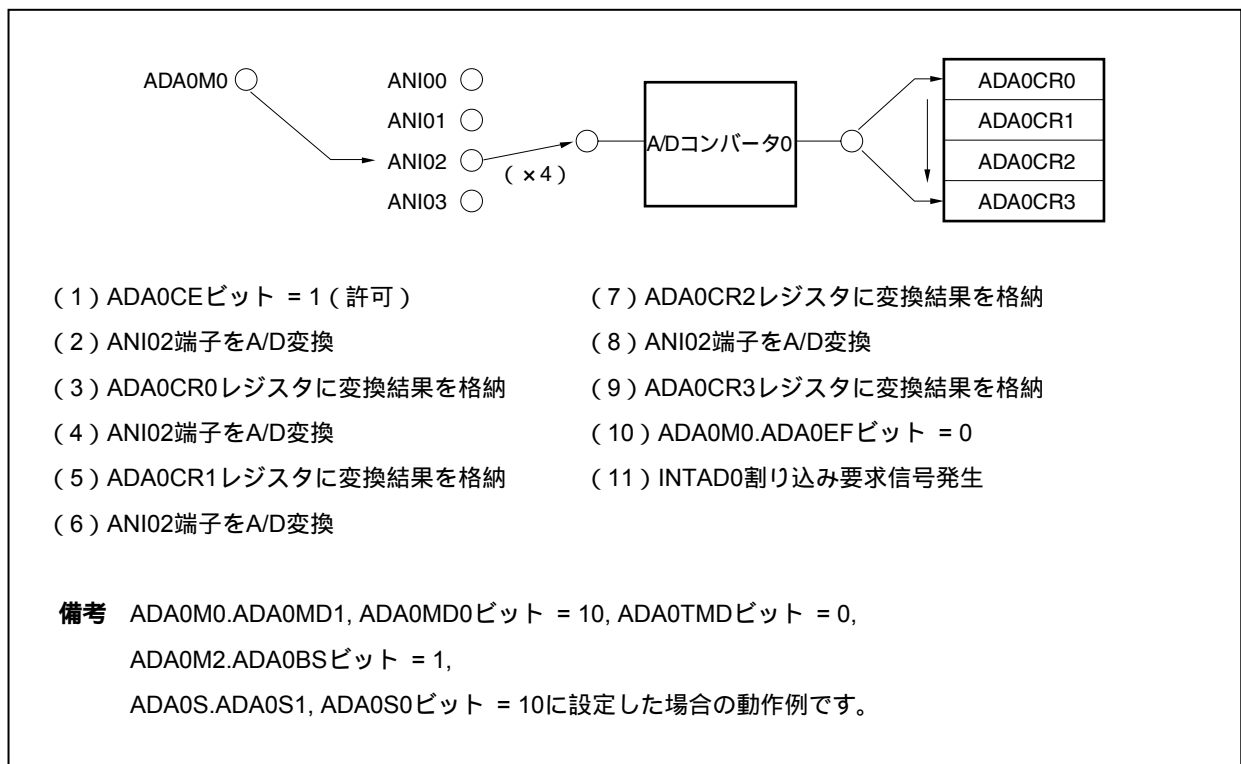 ADA0M0
ANI00
ANI01
ANI02
ANI03
（×4）
A/Dコンバータ0
ADA0CR0
ADA0CR1
ADA0CR2
ADA0CR3
（1）ADA0CEビット = 1（許可）
（2）ANI02端子をA/D変換
（3）ADA0CR0レジスタに変換結果を格納
（4）ANI02端子をA/D変換
（5）ADA0CR1レジスタに変換結果を格納
（6）ANI02端子をA/D変換
（7）ADA0CR2レジスタに変換結果を格納
（8）ANI02端子をA/D変換
（9）ADA0CR3レジスタに変換結果を格納
（10）ADA0M0.ADA0EFビット = 0
（11）INTAD0割り込み要求信号発生
備考 ADA0M0.ADA0MD1, ADA0MD0ビット = 10, ADA0TMDビット = 0,
ADA0M2.ADA0BSビット = 1,
ADA0S.ADA0S1, ADA0S0ビット = 10に設定した場合の動作例です。